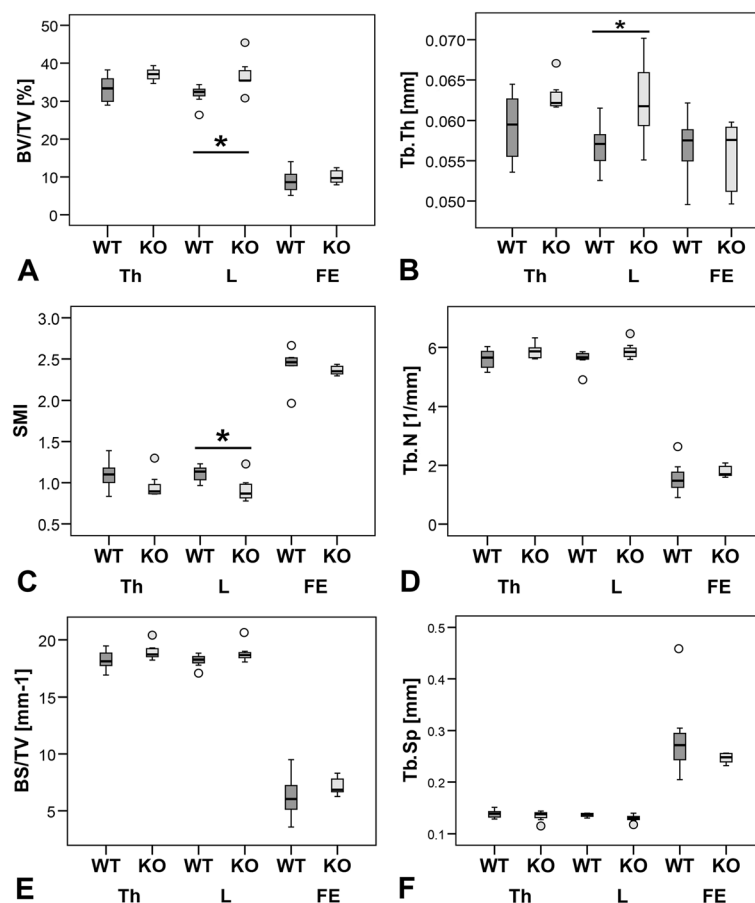 50
40
30
20
10
0
BV/TV [%]
*
WT KO WT KO WT KO
Th L FE
A
0.070
0.065
0.060
0.055
0.050
Tb.Th [mm]
*
WT KO WT KO WT KO
Th L FE
B
3.0
2.5
2.0
1.5
1.0
0.5
SMI
*
WT KO WT KO WT KO
Th L FE
C
6
4
2
0
Tb.N [1/mm]
WT KO WT KO WT KO
Th L FE
D
20
15
10
5
BS/TV [mm-1]
WT KO WT KO WT KO
Th L FE
E
0.5
0.4
0.3
0.2
0.1
Tb.Sp [mm]
WT KO WT KO WT KO
Th L FE
F